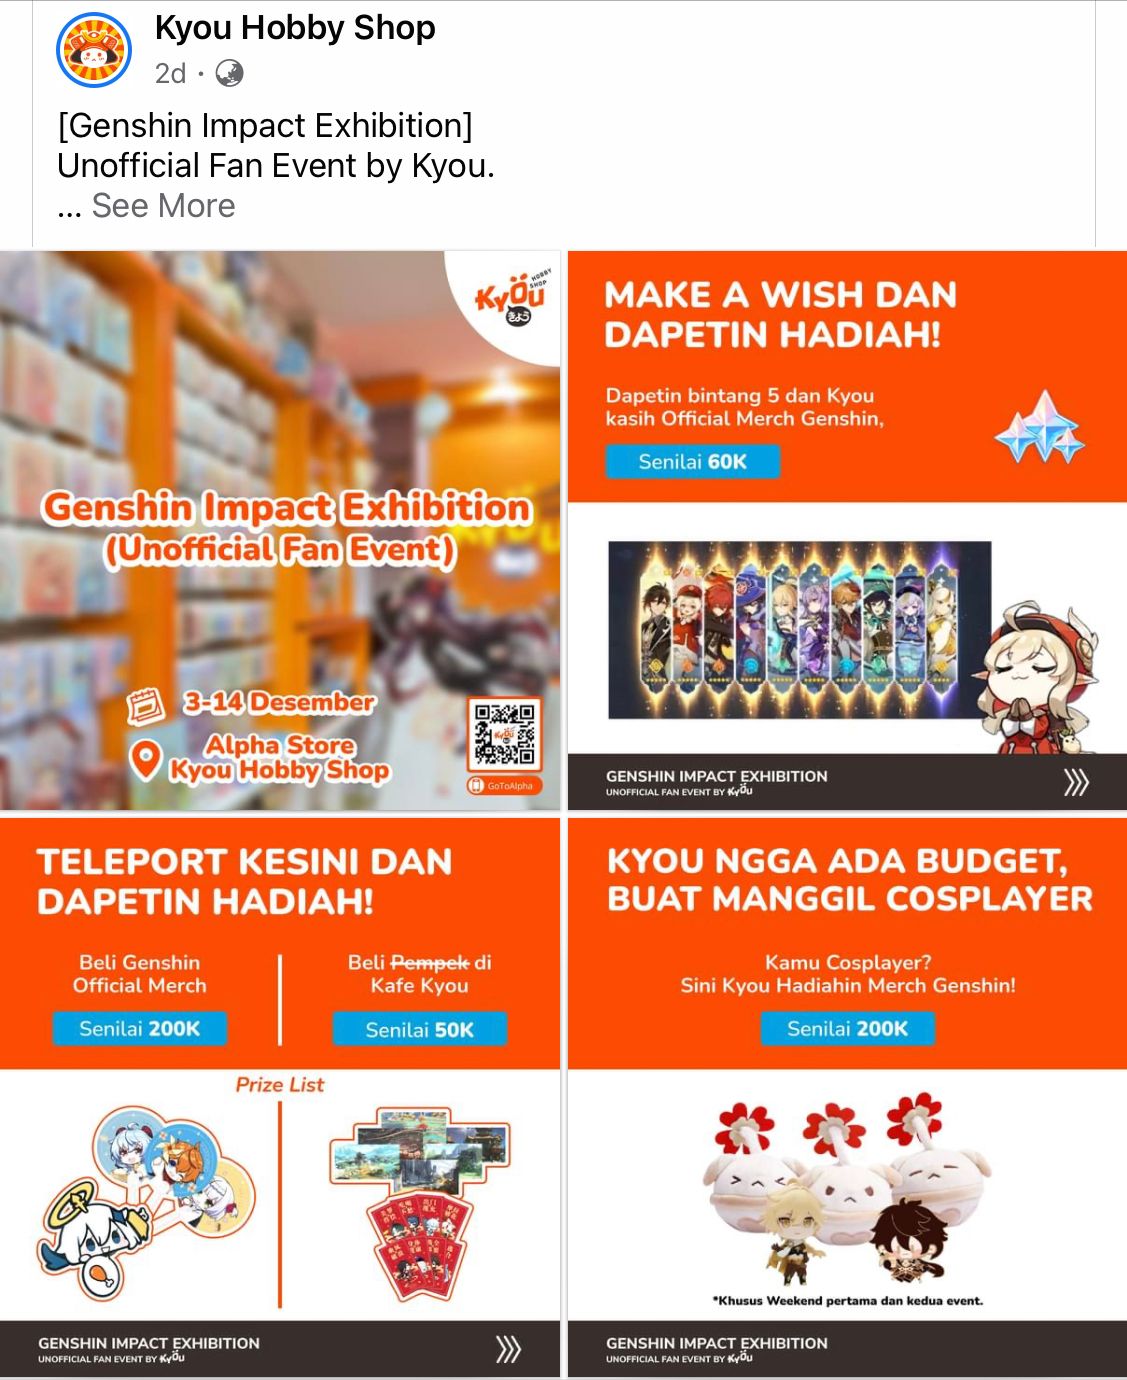 Kyou Hobby Shop
2d ·
[Genshin Impact Exhibition]
Unofficial Fan Event by Kyou.
... See More
KyOu HOBBY SHOP
きよう
Genshin Impact Exhibition
(Unofficial Fan Event)
3-14 Desember
Alpha Store
Kyou Hobby Shop
KyOu
GoToAlpha
MAKE A WISH DAN
DAPETIN HADIAH!
Dapetin bintang 5 dan Kyou
kasih Official Merch Genshin,
Senilai 60K
GENSHIN IMPACT EXHIBITION
UNOFFICIAL FAN EVENT BY KyOu
TELEPORT KESINI DAN
DAPETIN HADIAH!
Beli Genshin
Official Merch
Senilai 200K
Beli Pempek di
Kafe Kyou
Senilai 50K
Prize List
GENSHIN IMPACT EXHIBITION
UNOFFICIAL FAN EVENT BY KyOu
KYOU NGGA ADA BUDGET,
BUAT MANGGIL COSPLAYER
Kamu Cosplayer?
Sini Kyou Hadiahin Merch Genshin!
Senilai 200K
*Khusus Weekend pertama dan kedua event.
GENSHIN IMPACT EXHIBITION
UNOFFICIAL FAN EVENT BY KyOu